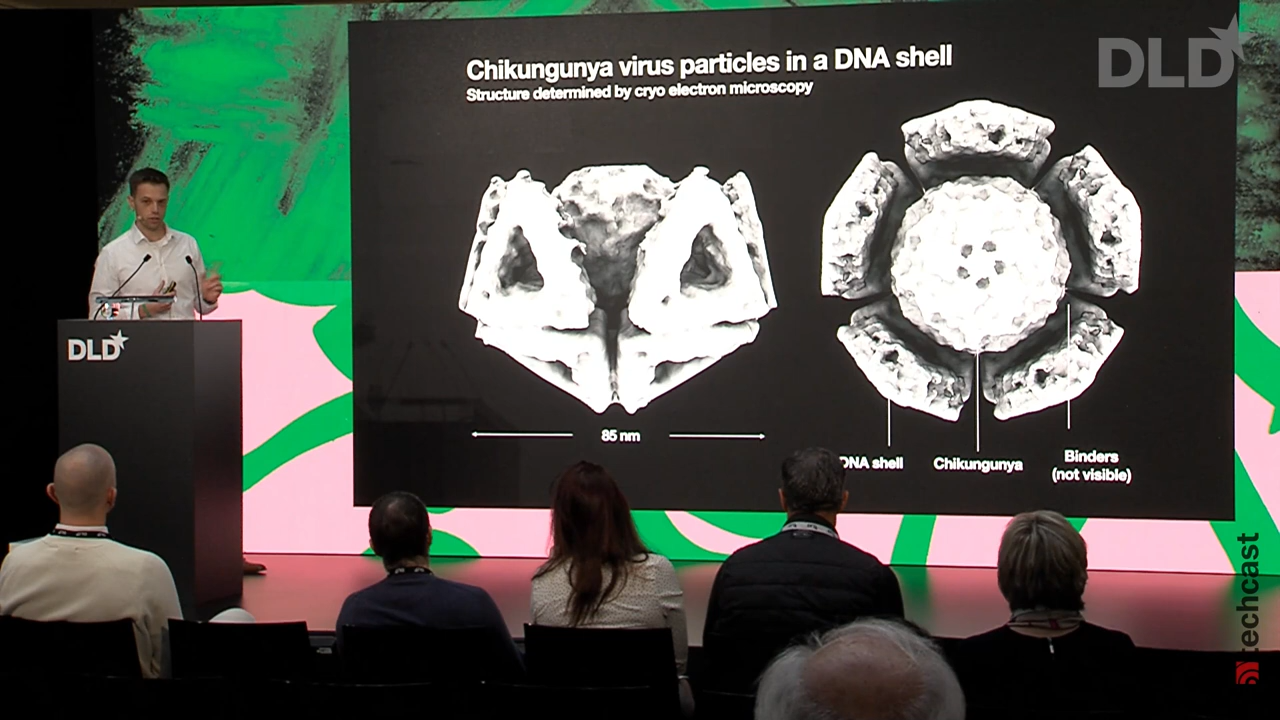 Chikungunya virus particles in a DNA shell
Structure determined by cryo electron microscopy
DLD
DLD
85 nm
DNA shell
Chikungunya
Binders
(not visible)
techcast